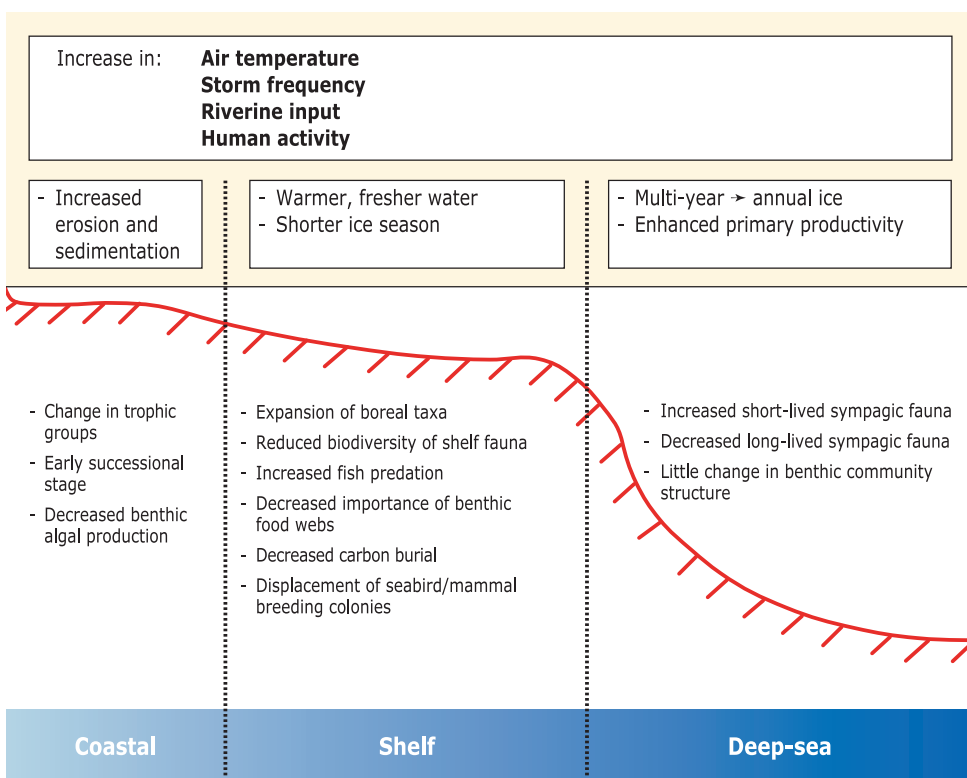 Increase in: Air temperature
Storm frequency
Riverine input
Human activity
- Increased
erosion and
sedimentation
- Warmer, fresher water
- Shorter ice season
- Multi-year → annual ice
- Enhanced primary productivity
- Change in trophic
groups
- Early successional
stage
- Decreased benthic
algal production
- Expansion of boreal taxa
- Reduced biodiversity of shelf fauna
- Increased fish predation
- Decreased importance of benthic
food webs
- Decreased carbon burial
- Displacement of seabird/mammal
breeding colonies
- Increased short-lived sympagic fauna
- Decreased long-lived sympagic fauna
- Little change in benthic community
structure
Coastal
Shelf
Deep-sea